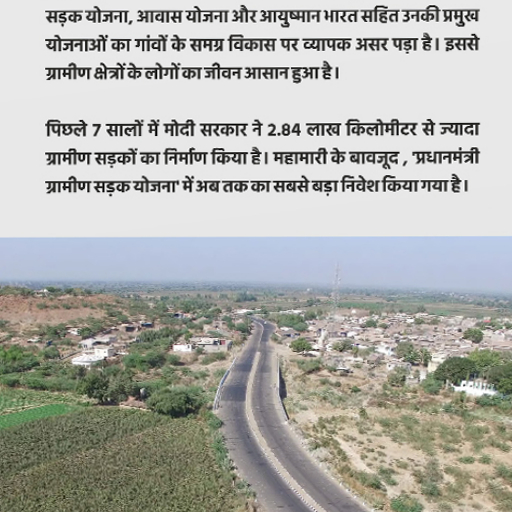 सड़क योजना, आवास योजना और आयुष्मान भारत सहित उनकी प्रमुख
योजनाओं का गांवों के समग्र विकास पर व्यापक असर पड़ा है। इससे
ग्रामीण क्षेत्रों के लोगों का जीवन आसान हुआ है।
पिछले 7 सालों में मोदी सरकार ने 2.84 लाख किलोमीटर से ज्यादा
ग्रामीण सड़कों का निर्माण किया है। महामारी के बावजूद , 'प्रधानमंत्री
ग्रामीण सड़क योजना' में अब तक का सबसे बड़ा निवेश किया गया है।